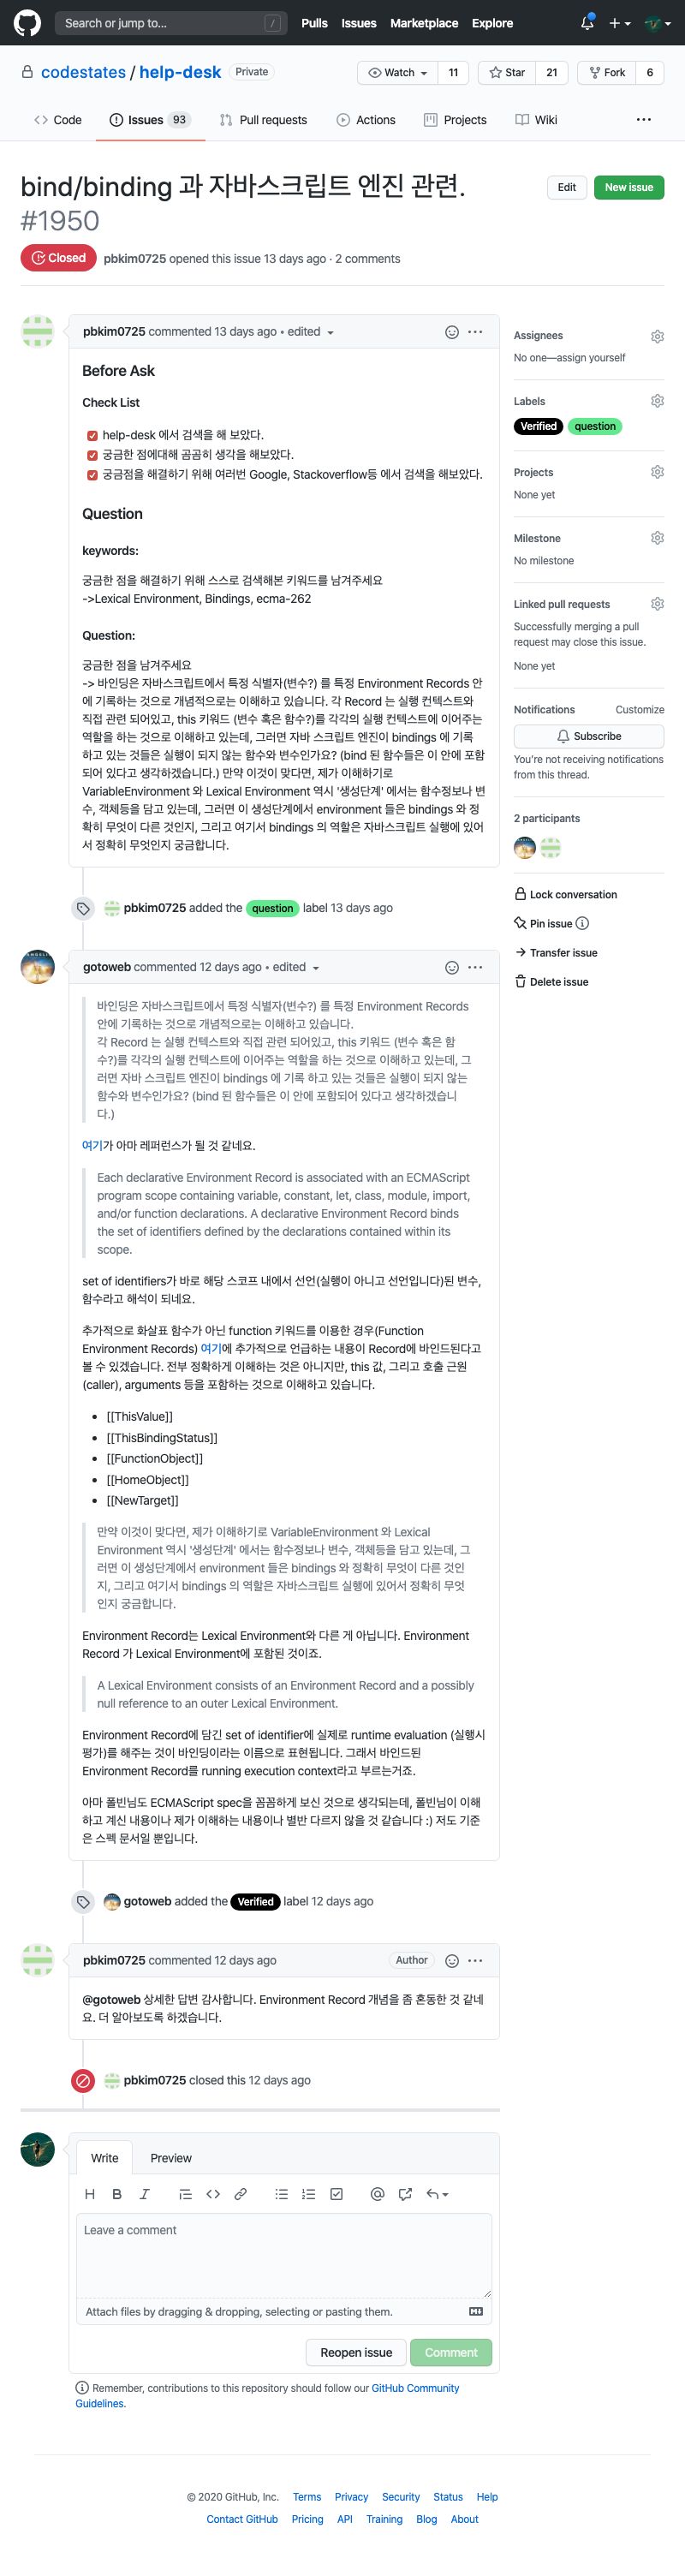 Search or jump to... /
Pulls Issues Marketplace Explore
codestates / help-desk Private
Watch 11 Star 21 Fork 6
Code Issues 93 Pull requests Actions Projects Wiki
bind/binding 과 자바스크립트 엔진 관련.
#1950
Edit New issue
Closed pbkim0725 opened this issue 13 days ago · 2 comments
pbkim0725 commented 13 days ago • edited
Before Ask
Check List
help-desk 에서 검색을 해 보았다.
궁금한 점에대해 곰곰히 생각을 해보았다.
궁금점을 해결하기 위해 여러번 Google, Stackoverflow등 에서 검색을 해보았다.
Question
keywords:
궁금한 점을 해결하기 위해 스스로 검색해본 키워드를 남겨주세요
->Lexical Environment, Bindings, ecma-262
Question:
궁금한 점을 남겨주세요
-> 바인딩은 자바스크립트에서 특정 식별자(변수?) 를 특정 Environment Records 안
에 기록하는 것으로 개념적으로는 이해하고 있습니다. 각 Record 는 실행 컨텍스트와
직접 관련 되어있고, this 키워드 (변수 혹은 함수?)를 각각의 실행 컨텍스트에 이어주는
역할을 하는 것으로 이해하고 있는데, 그러면 자바 스크립트 엔진이 bindings 에 기록
하고 있는 것들은 실행이 되지 않는 함수와 변수인가요? (bind 된 함수들은 이 안에 포함
되어 있다고 생각하겠습니다.) 만약 이것이 맞다면, 제가 이해하기로
VariableEnvironment 와 Lexical Environment 역시 '생성단계' 에서는 함수정보나 변
수, 객체등을 담고 있는데, 그러면 이 생성단계에서 environment 들은 bindings 와 정
확히 무엇이 다른 것인지, 그리고 여기서 bindings 의 역할은 자바스크립트 실행에 있어
서 정확히 무엇인지 궁금합니다.
pbkim0725 added the question label 13 days ago
gotoweb commented 12 days ago • edited
바인딩은 자바스크립트에서 특정 식별자(변수?) 를 특정 Environment Records
안에 기록하는 것으로 개념적으로는 이해하고 있습니다.
각 Record 는 실행 컨텍스트와 직접 관련 되어있고, this 키워드 (변수 혹은 함
수?)를 각각의 실행 컨텍스트에 이어주는 역할을 하는 것으로 이해하고 있는데, 그
러면 자바 스크립트 엔진이 bindings 에 기록 하고 있는 것들은 실행이 되지 않는
함수와 변수인가요? (bind 된 함수들은 이 안에 포함되어 있다고 생각하겠습니
다.)
여기가 아마 레퍼런스가 될 것 같네요.
Each declarative Environment Record is associated with an ECMAScript
program scope containing variable, constant, let, class, module, import,
and/or function declarations. A declarative Environment Record binds
the set of identifiers defined by the declarations contained within its
scope.
set of identifiers가 바로 해당 스코프 내에서 선언(실행이 아니고 선언입니다)된 변수,
함수라고 해석이 되네요.
추가적으로 화살표 함수가 아닌 function 키워드를 이용한 경우(Function
Environment Records) 여기에 추가적으로 언급하는 내용이 Record에 바인드된다고
볼 수 있겠습니다. 전부 정확하게 이해하는 것은 아니지만, this 값, 그리고 호출 근원
(caller), arguments 등을 포함하는 것으로 이해하고 있습니다.
• [[ThisValue]]
• [[ThisBindingStatus]]
• [[FunctionObject]]
• [[HomeObject]]
• [[NewTarget]]
만약 이것이 맞다면, 제가 이해하기로 VariableEnvironment 와 Lexical
Environment 역시 '생성단계' 에서는 함수정보나 변수, 객체등을 담고 있는데, 그
러면 이 생성단계에서 environment 들은 bindings 와 정확히 무엇이 다른 것인
지, 그리고 여기서 bindings 의 역할은 자바스크립트 실행에 있어서 정확히 무엇
인지 궁금합니다.
Environment Record는 Lexical Environment와 다른 게 아닙니다. Environment
Record 가 Lexical Environment에 포함된 것이죠.
A Lexical Environment consists of an Environment Record and a possibly
null reference to an outer Lexical Environment.
Environment Record에 담긴 set of identifier에 실제로 runtime evaluation (실행시
평가)를 해주는 것이 바인딩이라는 이름으로 표현됩니다. 그래서 바인드된
Environment Record를 running execution context라고 부르는거죠.
아마 폴빈님도 ECMAScript spec을 꼼꼼하게 보신 것으로 생각되는데, 폴빈님이 이해
하고 계신 내용이나 제가 이해하는 내용이나 별반 다르지 않을 것 같습니다 :) 저도 기준
은 스펙 문서일 뿐입니다.
gotoweb added the Verified label 12 days ago
pbkim0725 commented 12 days ago Author
@gotoweb 상세한 답변 감사합니다. Environment Record 개념을 좀 혼동한 것 같네
요. 더 알아보도록 하겠습니다.
pbkim0725 closed this 12 days ago
Write Preview
H B I
Leave a comment
Attach files by dragging & dropping, selecting or pasting them.
Reopen issue Comment
Remember, contributions to this repository should follow our GitHub Community
Guidelines.
Assignees
No one—assign yourself
Labels
Verified question
Projects
None yet
Milestone
No milestone
Linked pull requests
Successfully merging a pull
request may close this issue.
None yet
Notifications Customize
Subscribe
You're not receiving notifications
from this thread.
2 participants
Lock conversation
Pin issue
Transfer issue
Delete issue
© 2020 GitHub, Inc. Terms Privacy Security Status Help
Contact GitHub Pricing API Training Blog About